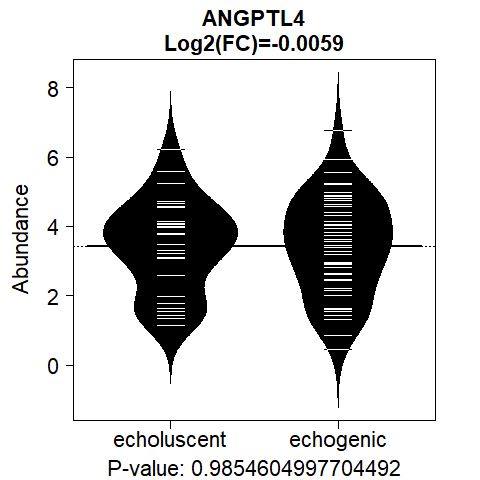 ANGPTL4
Log2(FC)=-0.0059
Abundance
8
6
4
2
0
echoluscent
echogenic
P-value: 0.9854604997704492